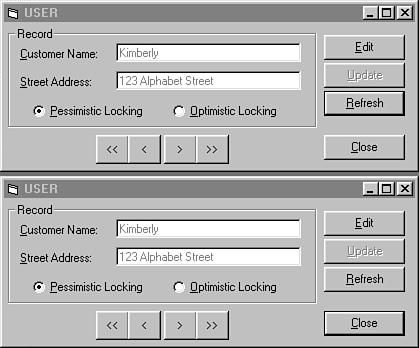 USER
Record
Customer Name: Kimberly
Edit
Street Address: 123 Alphabet Street
Update
Pessimistic Locking Optimistic Locking
Refresh
<< < > >>
Close
USER
Record
Customer Name: Kimberly
Edit
Street Address: 123 Alphabet Street
Update
Pessimistic Locking Optimistic Locking
Refresh
<< < > >>
Close